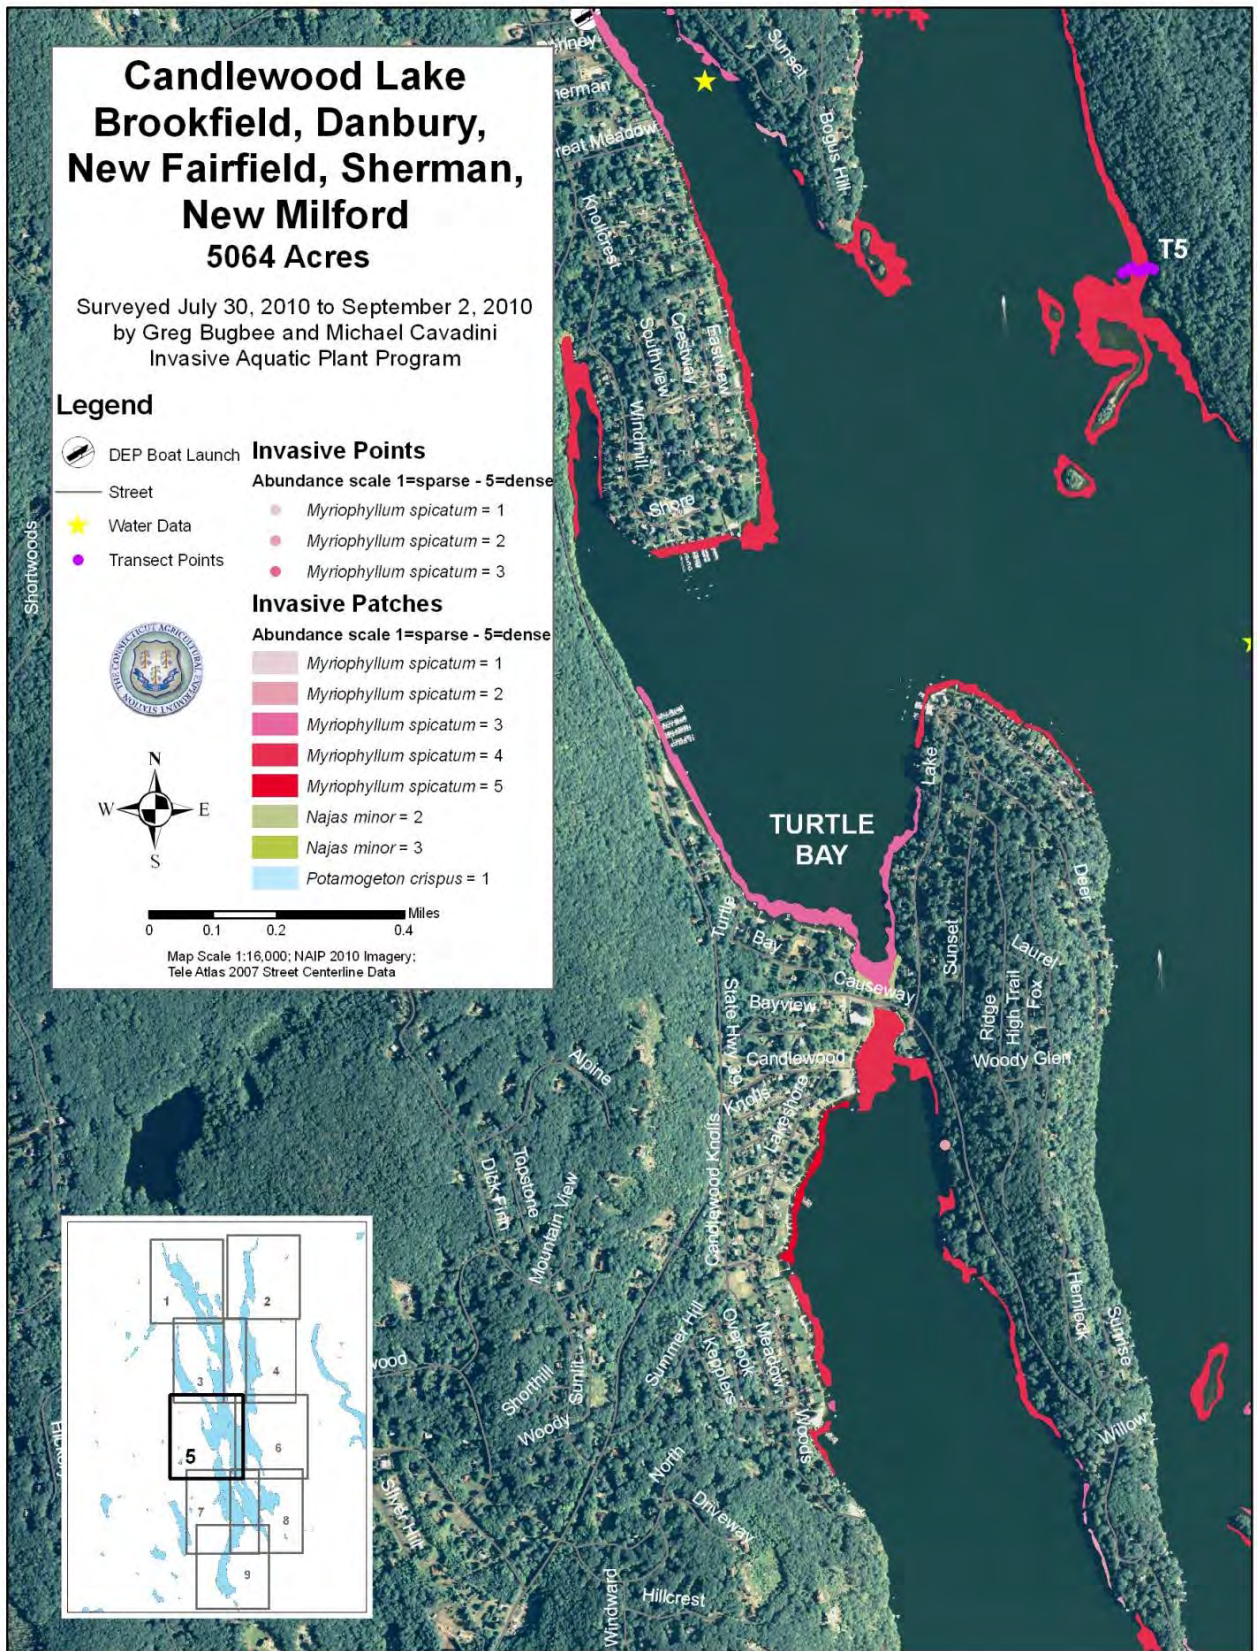 Candlewood Lake
Brookfield, Danbury,
New Fairfield, Sherman,
New Milford
5064 Acres
Surveyed July 30, 2010 to September 2, 2010
by Greg Bugbee and Michael Cavadini
Invasive Aquatic Plant Program
Legend
DEP Boat Launch
Street
Water Data
Transect Points
Invasive Points
Abundance scale 1=sparse - 5=dense
Myriophyllum spicatum = 1
Myriophyllum spicatum = 2
Myriophyllum spicatum = 3
Invasive Patches
Abundance scale 1=sparse - 5=dense
Myriophyllum spicatum = 1
Myriophyllum spicatum = 2
Myriophyllum spicatum = 3
Myriophyllum spicatum = 4
Myriophyllum spicatum = 5
Najas minor = 2
Najas minor = 3
Potamogeton crispus = 1
THE CONNECTICUT AGRICULTURAL EXPERIMENT STATION
N
W E
S
Miles
0 0.1 0.2 0.4
Map Scale 1:16,000; NAIP 2010 Imagery;
Tele Atlas 2007 Street Centerline Data
Sunset
Bogus Hill
T5
Knollcrest
Southview
Crestway
Eastview
Windmill
Shore
Shortwoods
Lake
TURTLE
BAY
Deer
Turtle
Bay
Sunset
Laurel
Causeway
State Hwy 39
Bayview
Ridge
High Trail
Fox
Candlewood
Woody Glen
Alpine
Knolls
Lakeshore
Candlewood Knolls
Topstone
Dick Finn
Mountain View
Hemlock
Sunrise
Summer Hill
Overlook
Kepplers
Meadow
Woods
Shorthill
Sunlit
Woody
Willow
North
Driveway
Silver Hill
Windward
Hillcrest
1
2
3
4
5
6
7
8
9